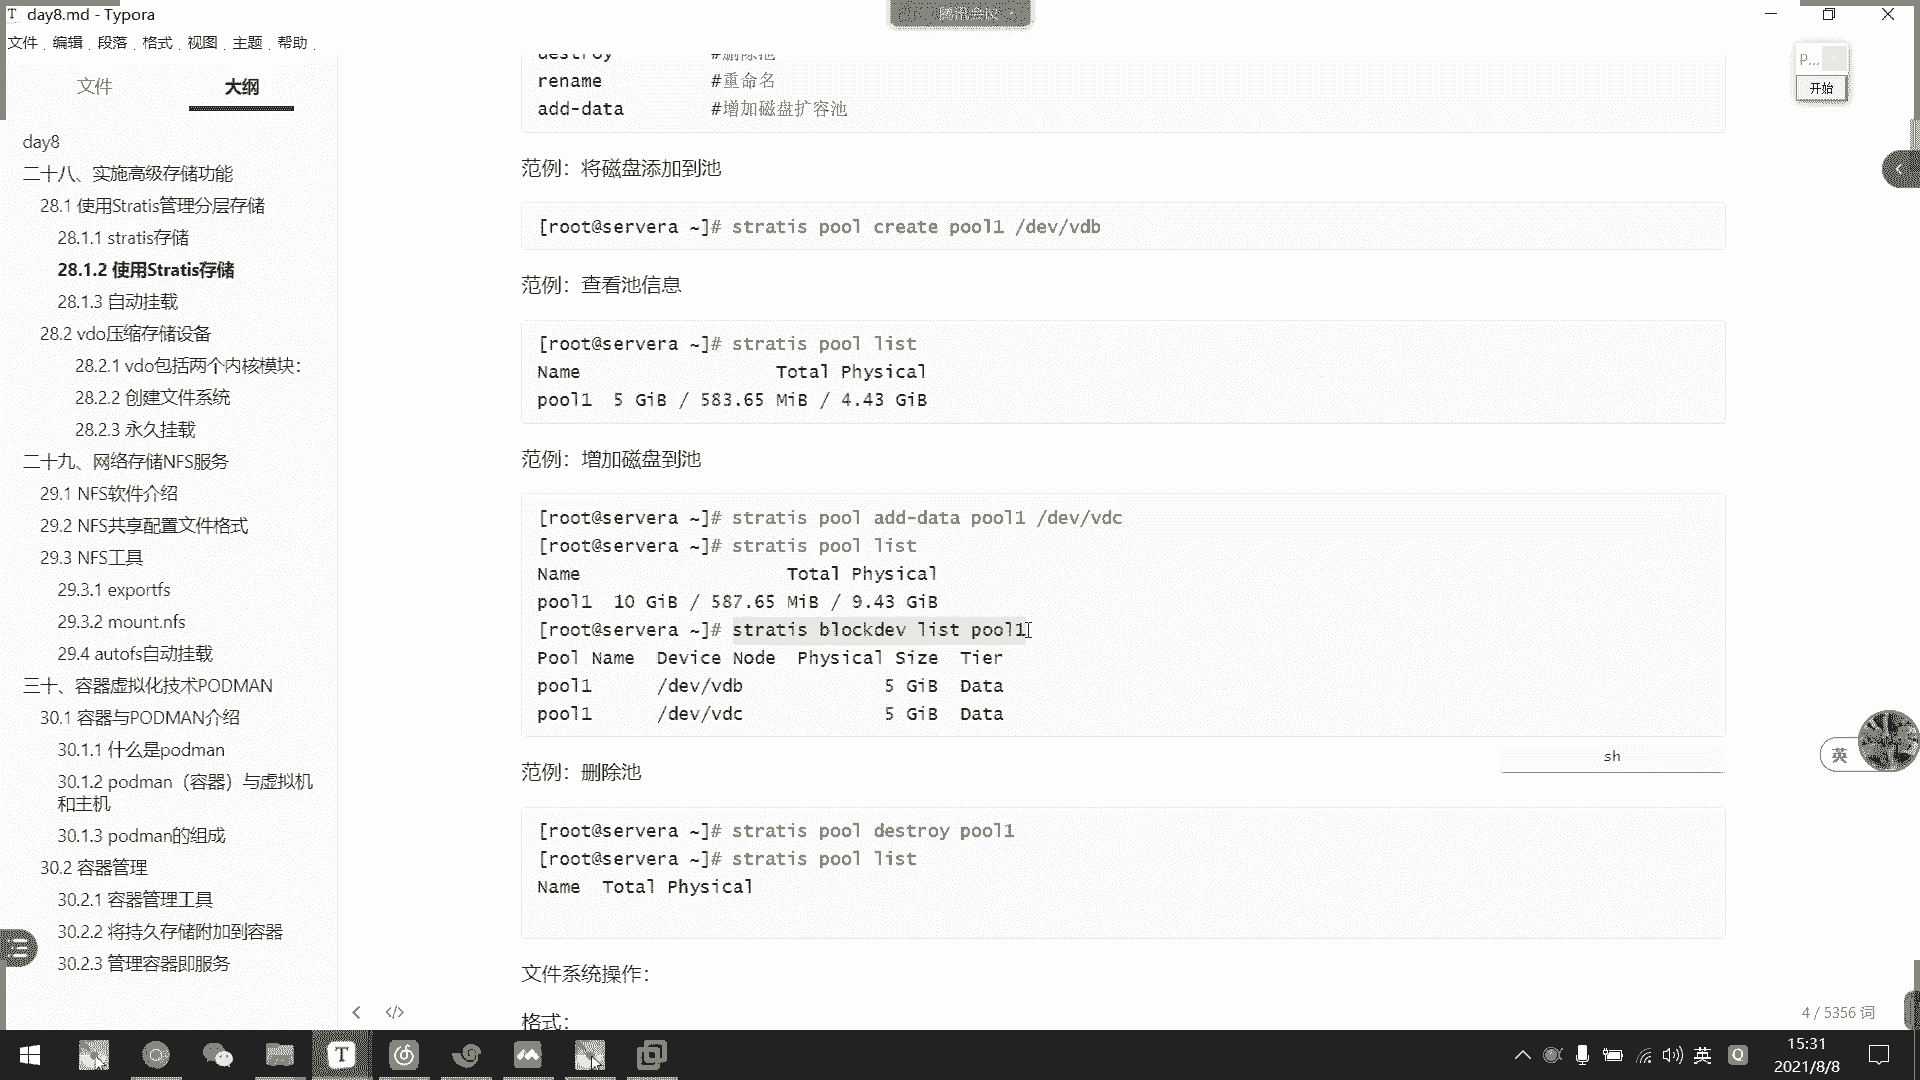 T day8.md - Typora
腾讯会议
文件 编辑 段落 格式 视图 主题 帮助
文件 大纲
day8
二十八、实施高级存储功能
28.1 使用Stratis管理分层存储
28.1.1 stratis存储
28.1.2 使用Stratis存储
28.1.3 自动挂载
28.2 vdo压缩存储设备
28.2.1 vdo包括两个内核模块：
28.2.2 创建文件系统
28.2.3 永久挂载
二十九、网络存储NFS服务
29.1 NFS软件介绍
29.2 NFS共享配置文件格式
29.3 NFS工具
29.3.1 exportfs
29.3.2 mount.nfs
29.4 autofs自动挂载
三十、容器虚拟化技术PODMAN
30.1 容器与PODMAN介绍
30.1.1 什么是podman
30.1.2 podman（容器）与虚拟机
和主机
30.1.3 podman的组成
30.2 容器管理
30.2.1 容器管理工具
30.2.2 将持久存储附加到容器
30.2.3 管理容器即服务
destroy #删除池
rename #重命名
add-data #增加磁盘扩容池
范例：将磁盘添加到池
[root@servera ~]# stratis pool create pool1 /dev/vdb
范例：查看池信息
[root@servera ~]# stratis pool list
Name Total Physical
pool1 5 GiB / 583.65 MiB / 4.43 GiB
范例：增加磁盘到池
[root@servera ~]# stratis pool add-data pool1 /dev/vdc
[root@servera ~]# stratis pool list
Name Total Physical
pool1 10 GiB / 587.65 MiB / 9.43 GiB
[root@servera ~]# stratis blockdev list pool1
Pool Name Device Node Physical Size Tier
pool1 /dev/vdb 5 GiB Data
pool1 /dev/vdc 5 GiB Data
sh
范例：删除池
[root@servera ~]# stratis pool destroy pool1
[root@servera ~]# stratis pool list
Name Total Physical
文件系统操作：
格式：
p...
开始
英
4 / 5356 词
英
15:31
2021/8/8